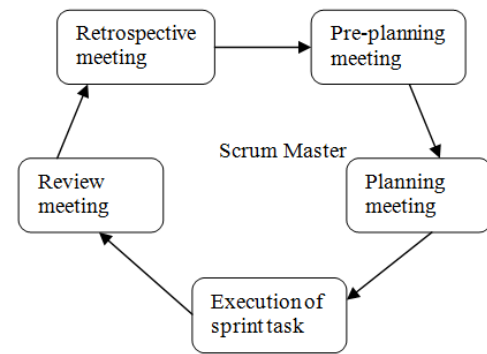 Retrospective
meeting
Pre-planning
meeting
Scrum Master
Review
meeting
Planning
meeting
Execution of
sprint task